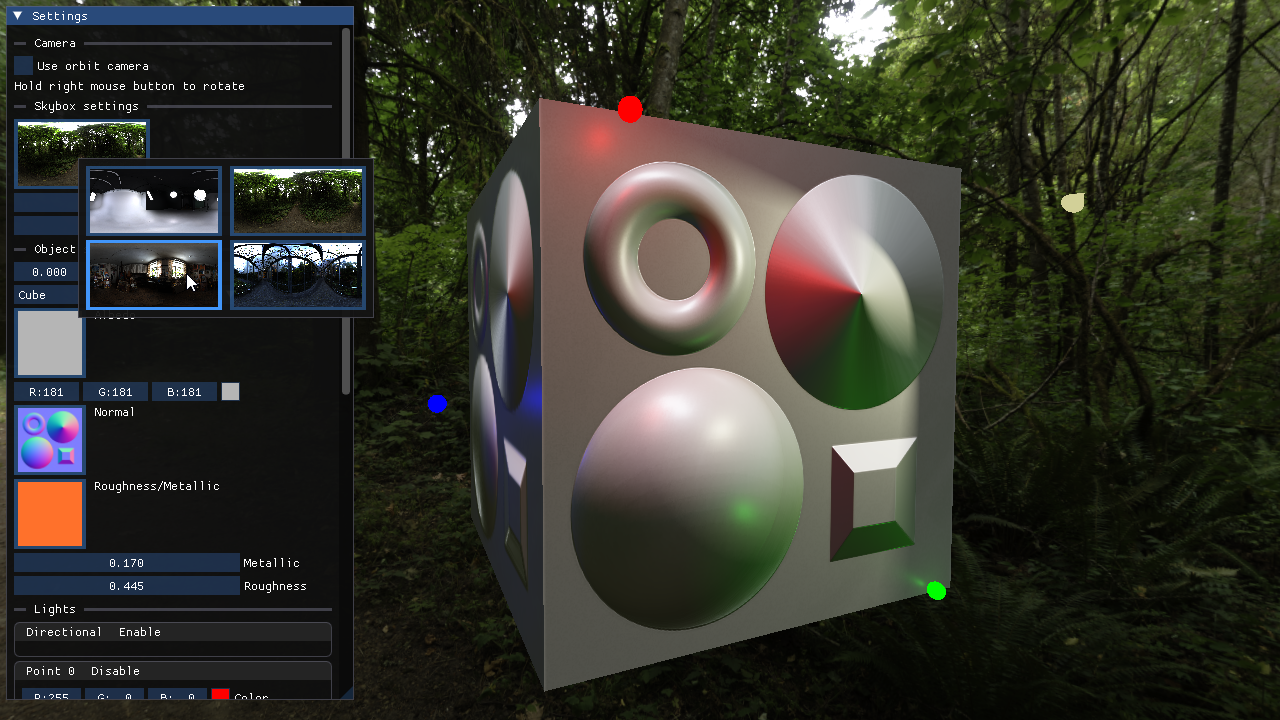 Settings
Camera
Use orbit camera
Hold right mouse button to rotate
Skybox settings
Object
0.000
Cube
R:181 G:181 B:181
Normal
Roughness/Metallic
0.170 Metallic
0.445 Roughness
Lights
Directional Enable
Point 0 Disable
R:255 G: 0 B: 0 Color